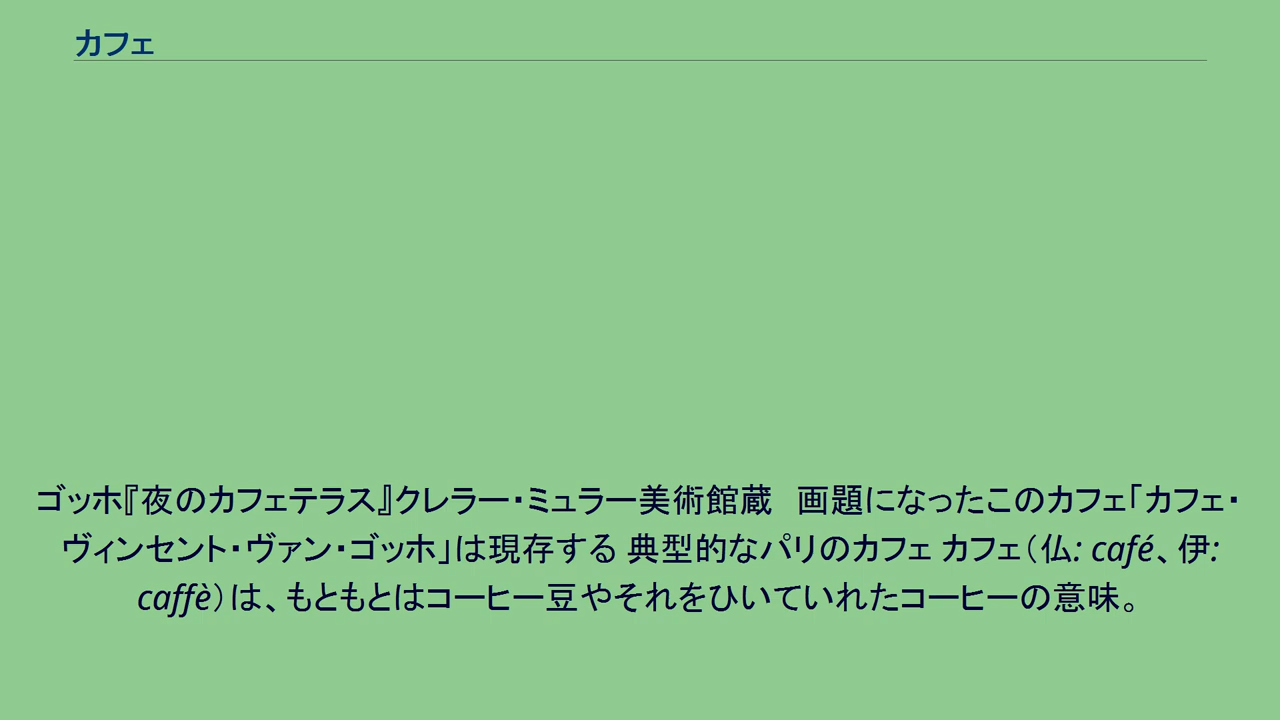 カフェ
ゴッホ『夜のカフェテラス』クレラー・ミュラー美術館蔵　画題になったこのカフェ「カフェ・
ヴィンセント・ヴァン・ゴッホ」は現存する 典型的なパリのカフェ カフェ（仏: café、伊:
caffè）は、もともとはコーヒー豆やそれをひいていれたコーヒーの意味。